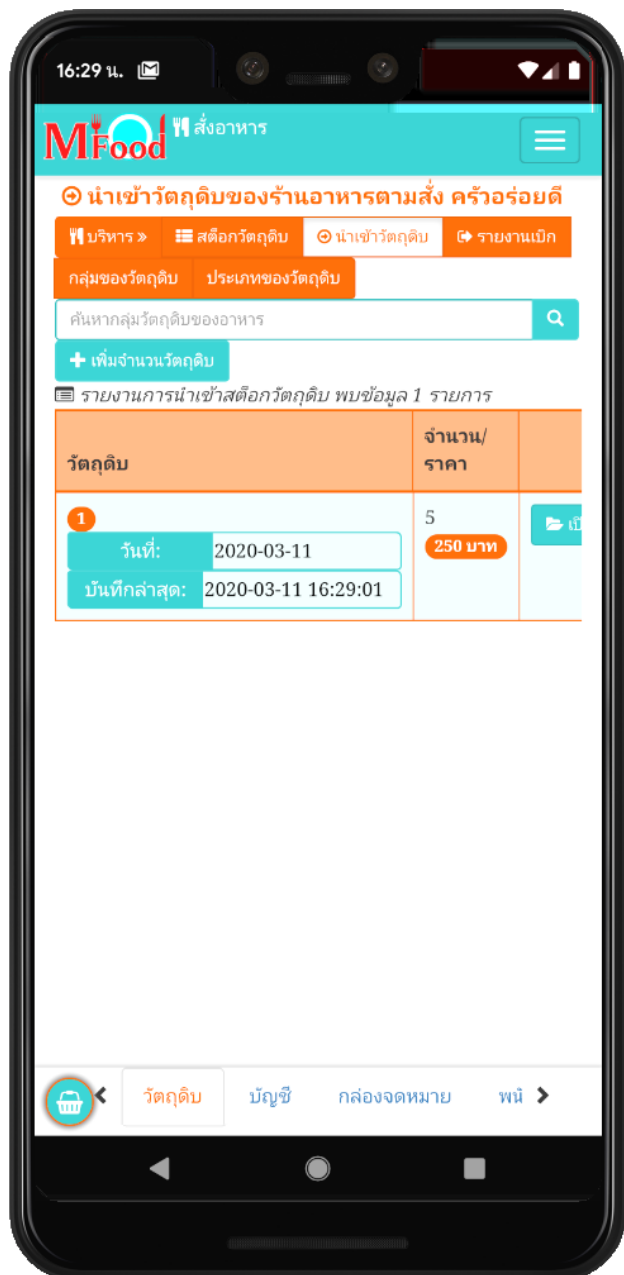 16:29 น.
MFood สั่งอาหาร
นำเข้าวัตถุดิบของร้านอาหารตามสั่ง ครัวอร่อยดี
บริหาร » สต๊อกวัตถุดิบ นำเข้าวัตถุดิบ รายงานเบิก
กลุ่มของวัตถุดิบ ประเภทของวัตถุดิบ
ค้นหากลุ่มวัตถุดิบของอาหาร
เพิ่มจำนวนวัตถุดิบ
รายงานการนำเข้าสต็อกวัตถุดิบ พบข้อมูล 1 รายการ
วัตถุดิบ จำนวน/
ราคา
1 5
วันที่: 2020-03-11 250 บาท
บันทึกล่าสุด: 2020-03-11 16:29:01
วัตถุดิบ บัญชี กล่องจดหมาย